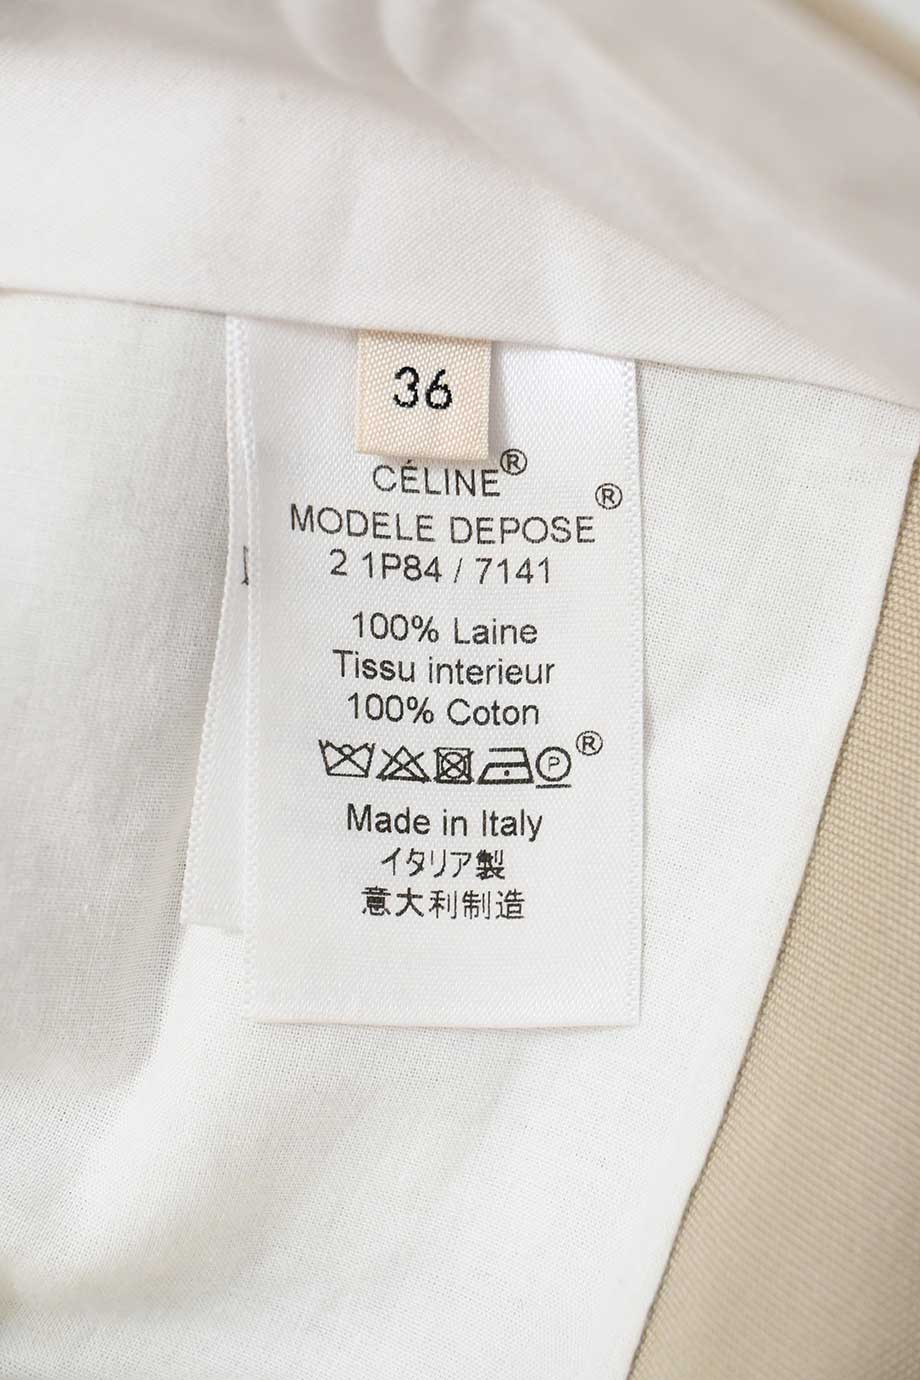 36
CÉLINE®
MODELE DEPOSE®
2 1P84 / 7141
100% Laine
Tissu interieur
100% Coton
P ®
Made in Italy
イタリア製
意大利制造